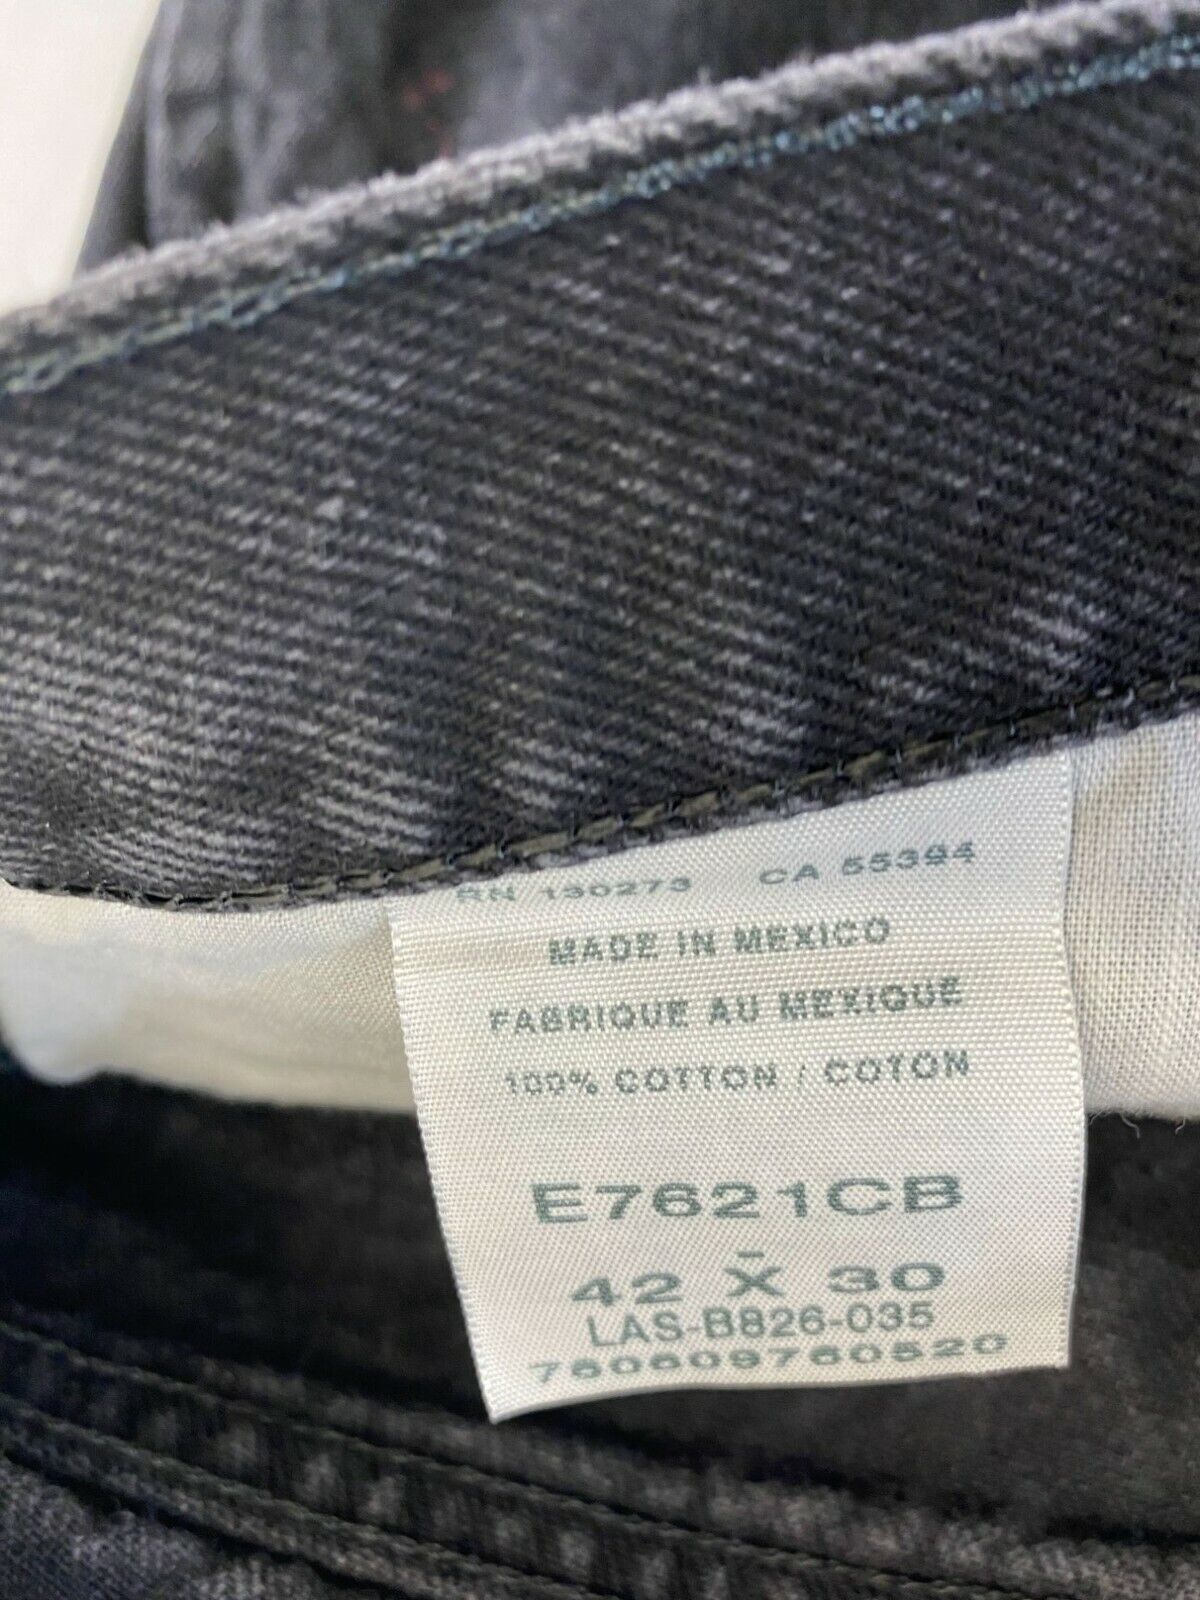 RN 130273 CA 55394
MADE IN MEXICO
FABRIQUE AU MEXIQUE
100% COTTON / COTON
E7621CB
42 X 30
LAS-B826-035
760609760520